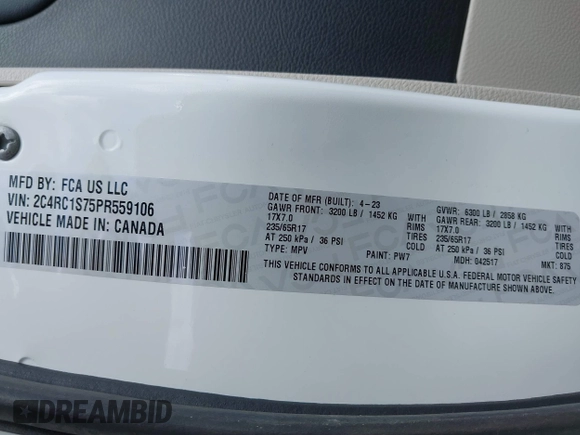 MFD BY: FCA US LLC
VIN: 2C4RC1S75PR559106
VEHICLE MADE IN: CANADA
DATE OF MFR (BUILT): 4-23 GVWR: 6300 LB / 2858 KG
GAWR FRONT: 3200 LB / 1452 KG WITH GAWR REAR: 3200 LB / 1452 KG WITH
17X7.0 RIMS 17X7.0 RIMS
235/65R17 TIRES 235/65R17 TIRES
AT 250 kPa / 36 PSI COLD AT 250 kPa / 36 PSI COLD
TYPE: MPV PAINT: PW7 MDH: 042517 MKT: 875
THIS VEHICLE CONFORMS TO ALL APPLICABLE U.S.A. FEDERAL MOTOR VEHICLE SAFETY
STANDARDS IN EFFECT ON THE DATE OF MANUFACTURE SHOWN ABOVE.
DREAMBID